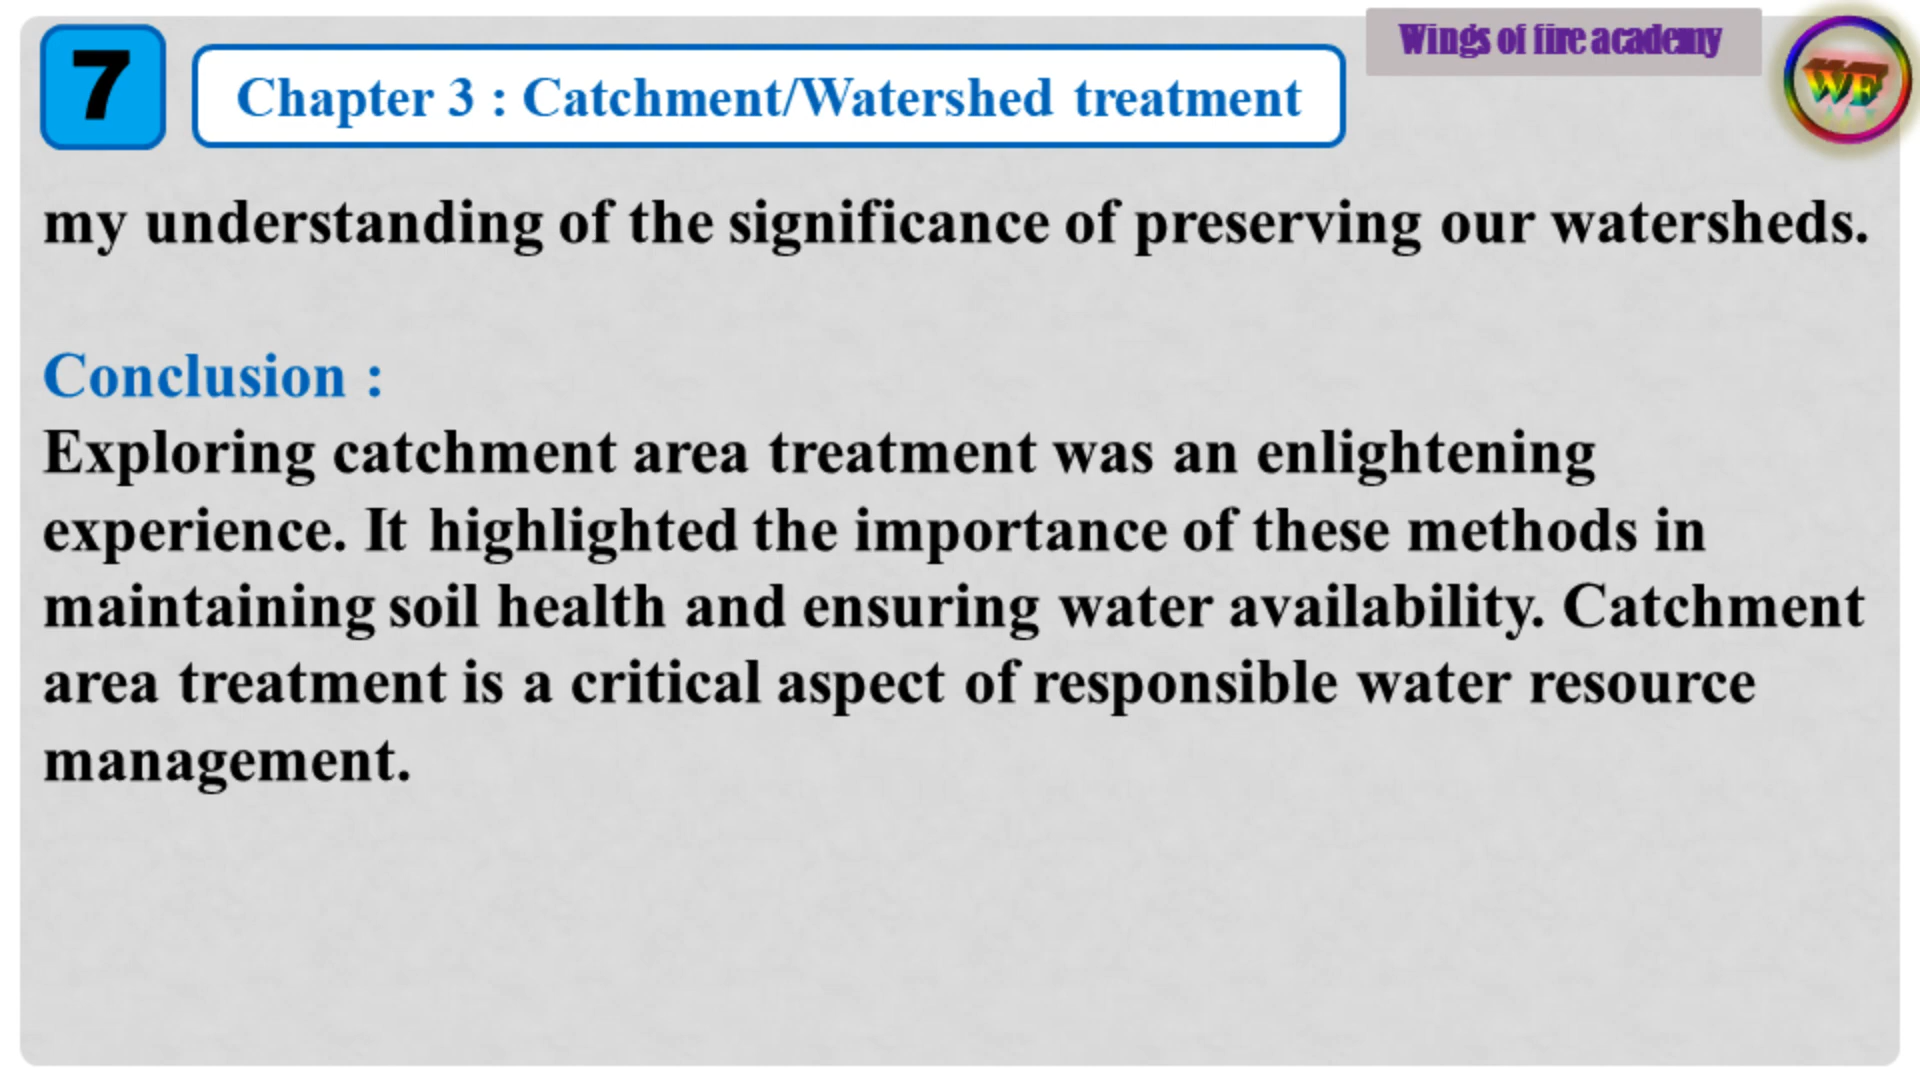 7
Chapter 3 : Catchment/Watershed treatment
Wings of fire academy
WF
my understanding of the significance of preserving our watersheds.
Conclusion :
Exploring catchment area treatment was an enlightening
experience. It highlighted the importance of these methods in
maintaining soil health and ensuring water availability. Catchment
area treatment is a critical aspect of responsible water resource
management.